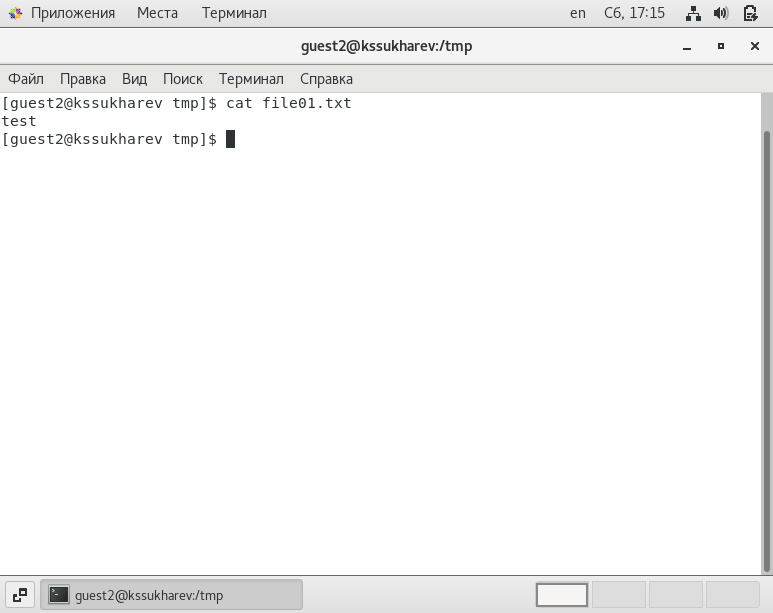 Приложения Места Терминал en Сб, 17:15
guest2@kssukharev:/tmp
Файл Правка Вид Поиск Терминал Справка
[guest2@kssukharev tmp]$ cat file01.txt
test
[guest2@kssukharev tmp]$
guest2@kssukharev:/tmp